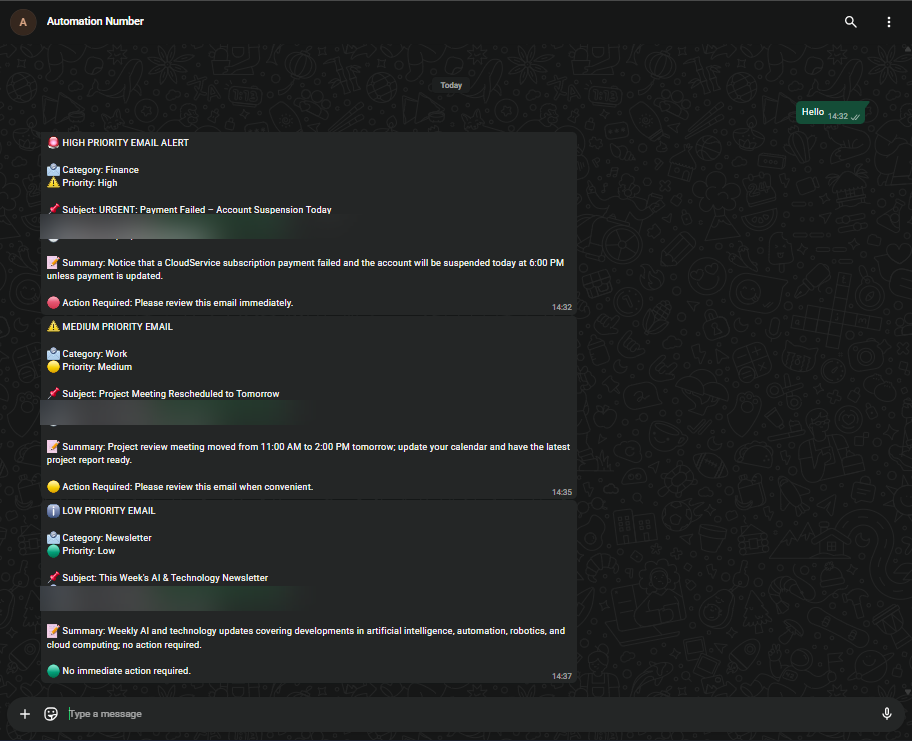 A
Automation Number
Today
Hello 14:32
🚨 HIGH PRIORITY EMAIL ALERT
Category: Finance
⚠️ Priority: High
📌 Subject: URGENT: Payment Failed – Account Suspension Today
📝 Summary: Notice that a CloudService subscription payment failed and the account will be suspended today at 6:00 PM
unless payment is updated.
🔴 Action Required: Please review this email immediately.
14:32
⚠️ MEDIUM PRIORITY EMAIL
Category: Work
🟡 Priority: Medium
📌 Subject: Project Meeting Rescheduled to Tomorrow
📝 Summary: Project review meeting moved from 11:00 AM to 2:00 PM tomorrow; update your calendar and have the latest
project report ready.
🟡 Action Required: Please review this email when convenient.
14:35
ℹ️ LOW PRIORITY EMAIL
Category: Newsletter
🟢 Priority: Low
📌 Subject: This Week's AI & Technology Newsletter
📝 Summary: Weekly AI and technology updates covering developments in artificial intelligence, automation, robotics, and
cloud computing; no action required.
🟢 No immediate action required.
14:37
Type a message